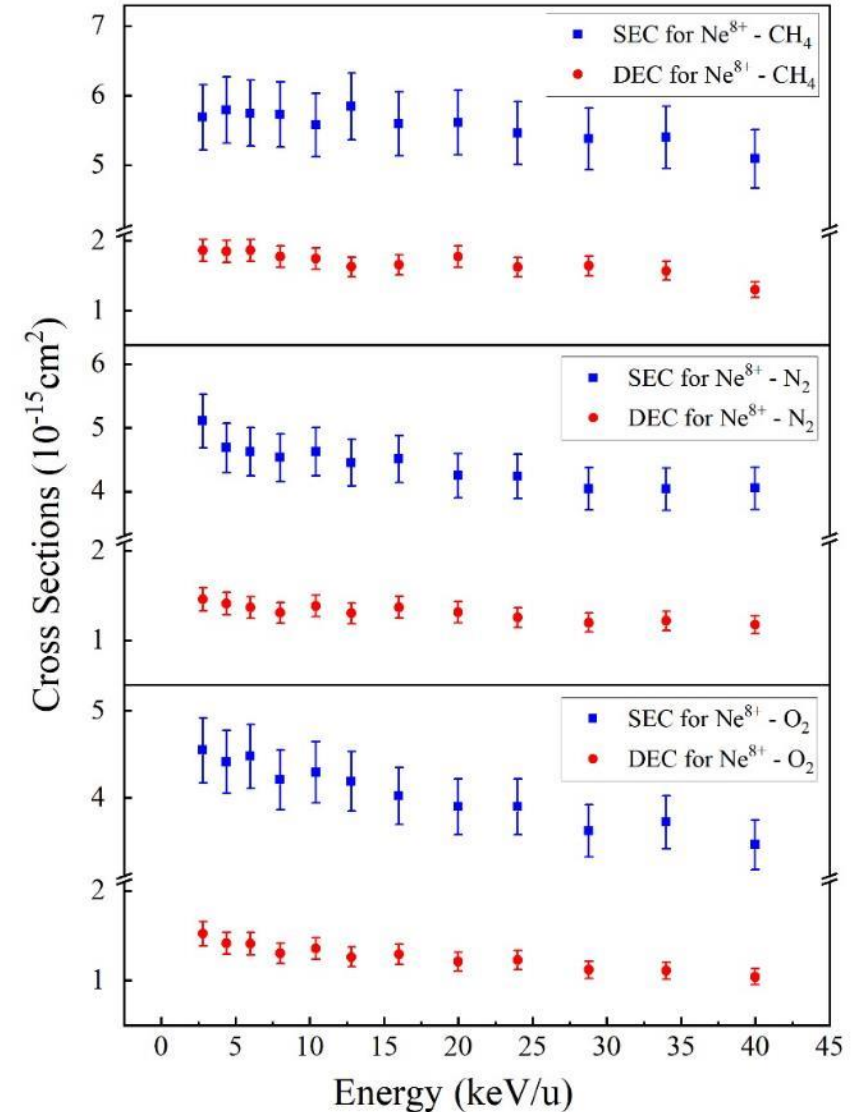 Cross Sections (10⁻¹⁵cm²)
7
6
5
2
1
SEC for Ne⁸⁺ - CH₄
DEC for Ne⁸⁺ - CH₄
6
5
4
2
1
SEC for Ne⁸⁺ - N₂
DEC for Ne⁸⁺ - N₂
5
4
2
1
SEC for Ne⁸⁺ - O₂
DEC for Ne⁸⁺ - O₂
0 5 10 15 20 25 30 35 40 45
Energy (keV/u)